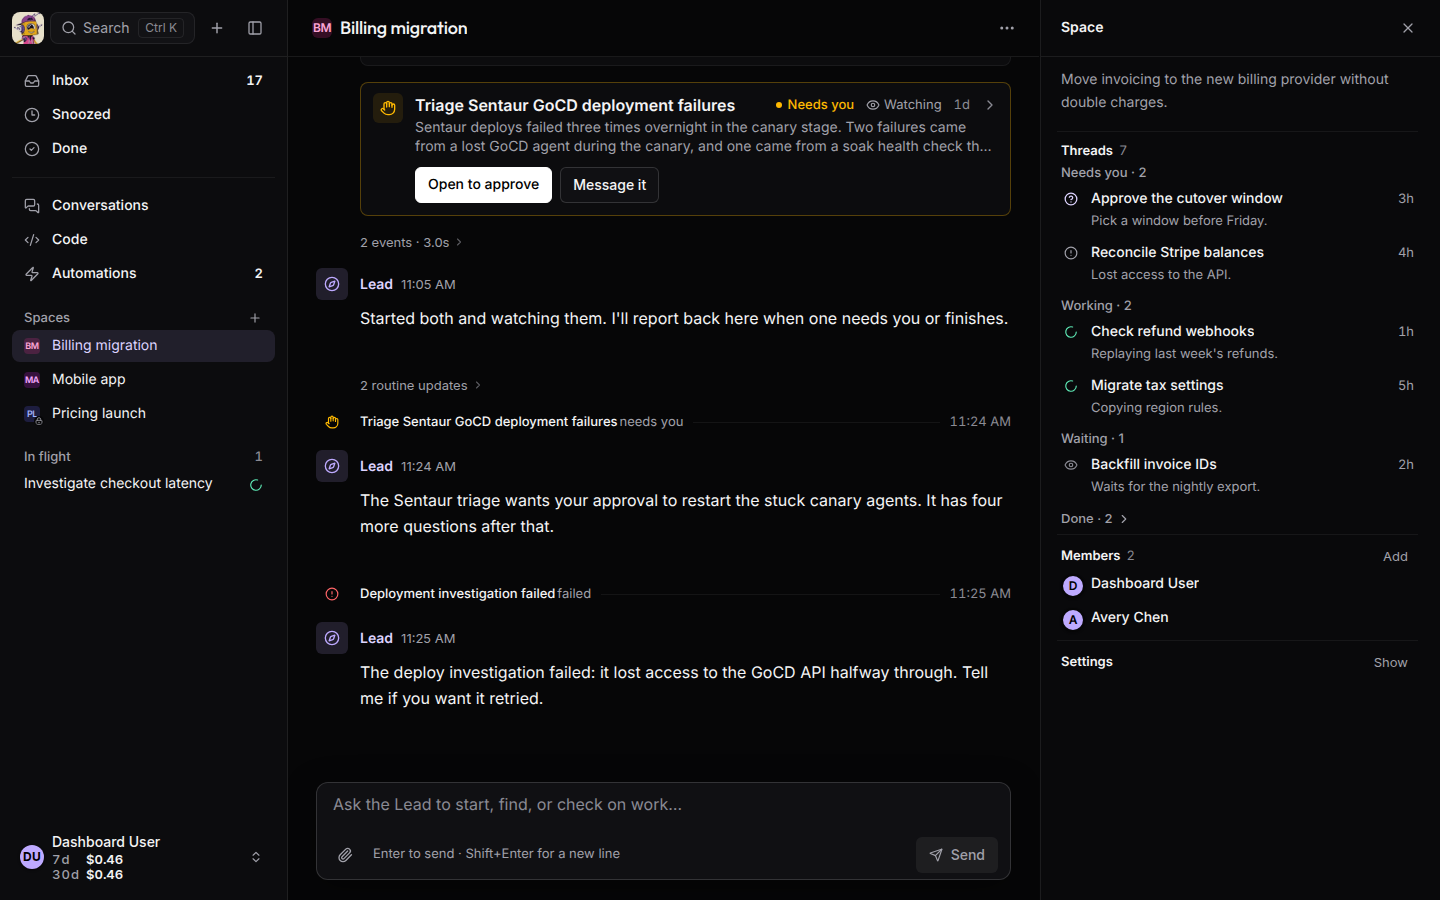 Search Ctrl K
Inbox 17
Snoozed
Done
Conversations
Code
Automations 2
Spaces
BM Billing migration
MA Mobile app
PL Pricing launch
In flight 1
Investigate checkout latency
DU Dashboard User
7d $0.46
30d $0.46
BM Billing migration
Triage Sentaur GoCD deployment failures Needs you Watching 1d
Sentaur deploys failed three times overnight in the canary stage. Two failures came
from a lost GoCD agent during the canary, and one came from a soak health check th...
Open to approve Message it
2 events · 3.0s
Lead 11:05 AM
Started both and watching them. I'll report back here when one needs you or finishes.
2 routine updates
Triage Sentaur GoCD deployment failures needs you 11:24 AM
Lead 11:24 AM
The Sentaur triage wants your approval to restart the stuck canary agents. It has four
more questions after that.
Deployment investigation failed failed 11:25 AM
Lead 11:25 AM
The deploy investigation failed: it lost access to the GoCD API halfway through. Tell
me if you want it retried.
Ask the Lead to start, find, or check on work...
Enter to send · Shift+Enter for a new line Send
Space
Move invoicing to the new billing provider without
double charges.
Threads 7
Needs you · 2
Approve the cutover window 3h
Pick a window before Friday.
Reconcile Stripe balances 4h
Lost access to the API.
Working · 2
Check refund webhooks 1h
Replaying last week's refunds.
Migrate tax settings 5h
Copying region rules.
Waiting · 1
Backfill invoice IDs 2h
Waits for the nightly export.
Done · 2
Members 2 Add
D Dashboard User
A Avery Chen
Settings Show